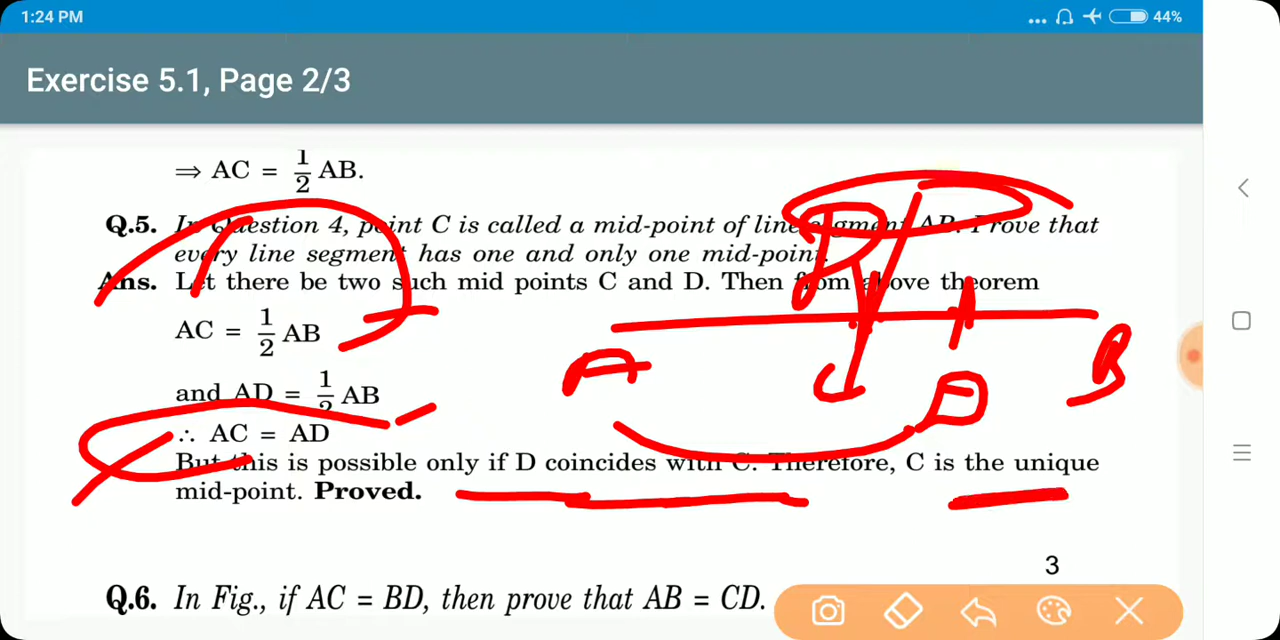 1:24 PM
44%
Exercise 5.1, Page 2/3
⟹ AC = 1/2 AB.
Q.5. In Question 4, point C is called a mid-point of line segment AB. Prove that
every line segment has one and only one mid-point.
Ans. Let there be two such mid points C and D. Then from above theorem
AC = 1/2 AB
and AD = 1/2 AB
∴ AC = AD
But this is possible only if D coincides with C. Therefore, C is the unique
mid-point. Proved.
A C D B
3
Q.6. In Fig., if AC = BD, then prove that AB = CD.